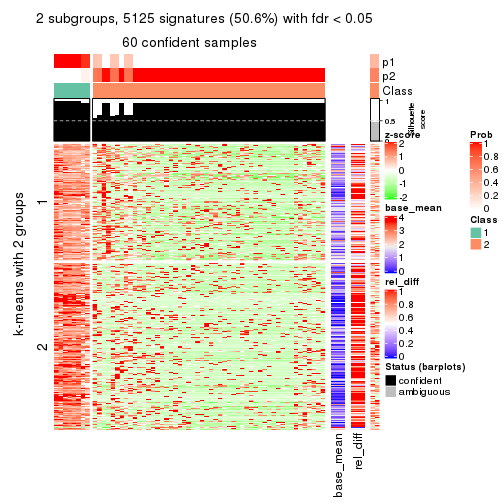 2 subgroups, 5125 signatures (50.6%) with fdr < 0.05
60 confident samples
p1
p2
Class
1
0.5
0
Silhouette
score
k-means with 2 groups
1
2
base_mean
rel_diff
z-score
2
1
0
-1
-2
base_mean
4
3
2
1
0
rel_diff
1
0.8
0.6
0.4
0.2
0
Prob
1
0.8
0.6
0.4
0.2
0
Class
1
2
Status (barplots)
confident
ambiguous